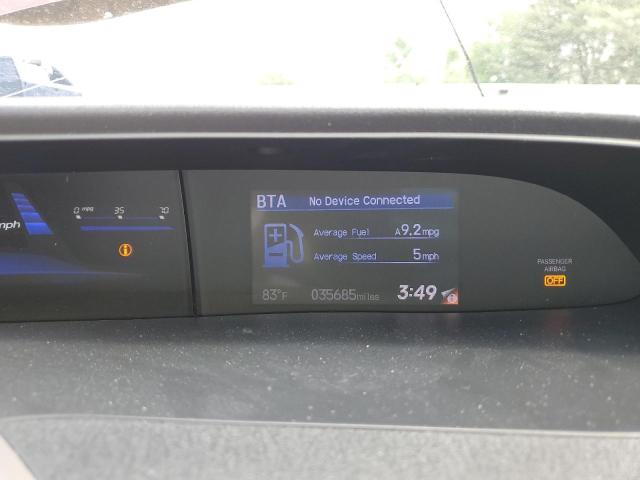 BTA No Device Connected
0 mpg 35 70
mph
Average Fuel A9.2mpg
Average Speed 5mph
PASSENGER
AIRBAG
OFF
83°F 035685miles 3:49